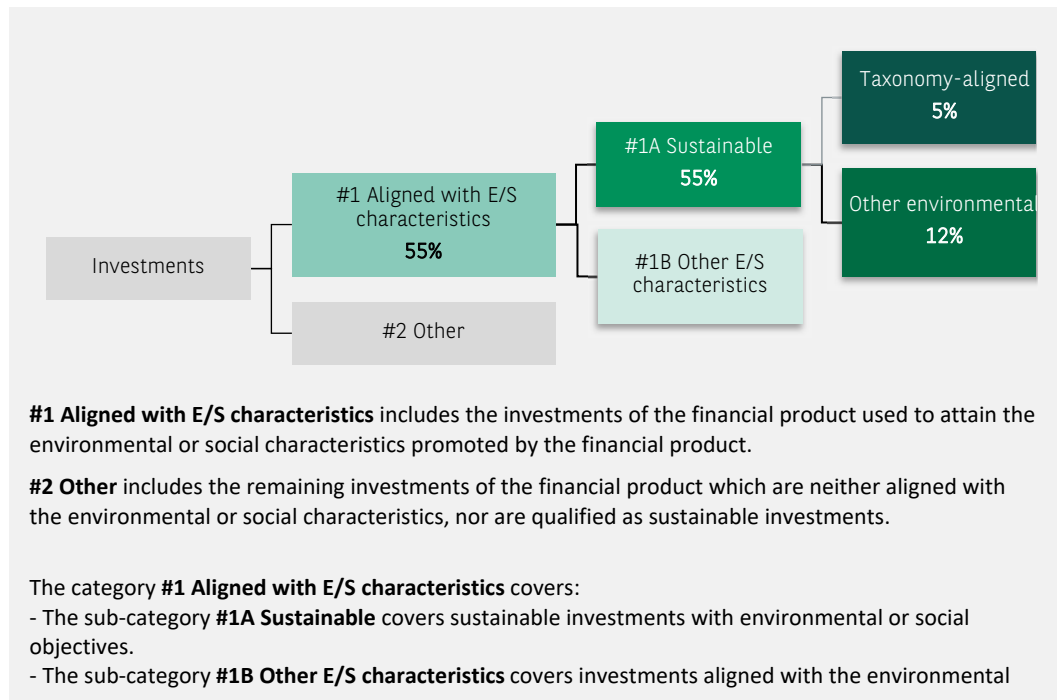 Taxonomy-aligned
5%
#1A Sustainable
55%
#1 Aligned with E/S
characteristics
55%
Other environmental
12%
Investments
#1B Other E/S
characteristics
#2 Other
#1 Aligned with E/S characteristics includes the investments of the financial product used to attain the
environmental or social characteristics promoted by the financial product.
#2 Other includes the remaining investments of the financial product which are neither aligned with
the environmental or social characteristics, nor are qualified as sustainable investments.
The category #1 Aligned with E/S characteristics covers:
- The sub-category #1A Sustainable covers sustainable investments with environmental or social
objectives.
- The sub-category #1B Other E/S characteristics covers investments aligned with the environmental